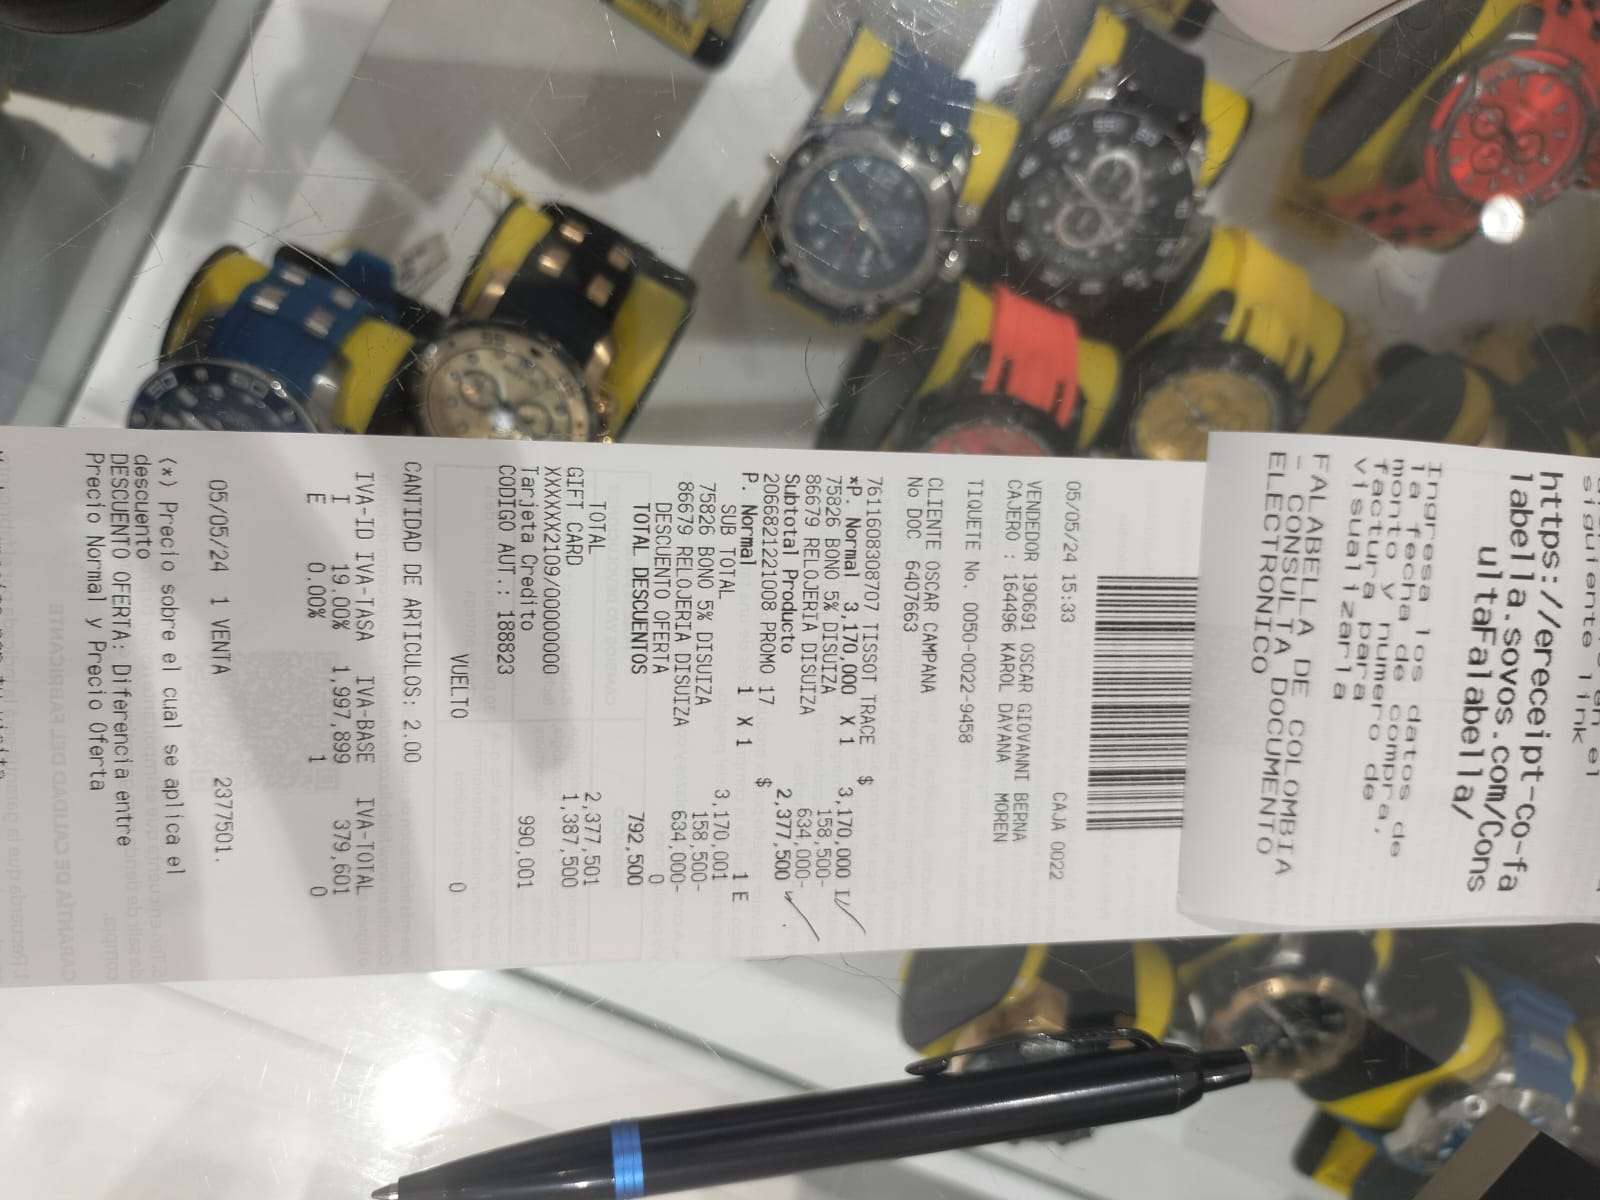 siguiente link
https://ereceipt-co-fa
labella.sovos.com/Cons
ultaFalabella/
Ingresa los datos de
la fecha de compra,
monto y numero de
factura para
visualizarla
FALABELLA DE COLOMBIA
- CONSULTA DOCUMENTO
ELECTRONICO
05/05/24 15:33 CAJA 0022
VENDEDOR 190691 OSCAR GIOVANNI BERNA
CAJERO : 164496 KAROL DAYANA MOREN
TIQUETE No. 0050-0022-9458
CLIENTE OSCAR CAMPANA
No DOC 6407663
7611608308707 TISSOT TRACE $
*P. Normal 3,170,000 X 1 3,170,000 I
75826 BONO 5% DISUIZA 158,500-
86679 RELOJERIA DISUIZA 634,000-
Subtotal Producto 2,377,500
2066821221008 PROMO 17 $
P. Normal 1 X 1 1 E
SUB TOTAL 3,170,001
75826 BONO 5% DISUIZA 158,500-
86679 RELOJERIA DISUIZA 634,000-
DESCUENTO OFERTA 0
TOTAL DESCUENTOS 792,500
TOTAL 2,377,501
GIFT CARD 1,387,500
XXXXXXX2109/000000000
Tarjeta Credito 990,001
CODIGO AUT.: 188823
VUELTO 0
CANTIDAD DE ARTICULOS: 2.00
IVA-ID IVA-TASA IVA-BASE IVA-TOTAL
I 19.00% 1,997,899 379,601
E 0.00% 1 0
05/05/24 1 VENTA 2377501.
(*) Precio sobre el cual se aplica el
descuento
DESCUENTO OFERTA: Diferencia entre
Precio Normal y Precio Oferta